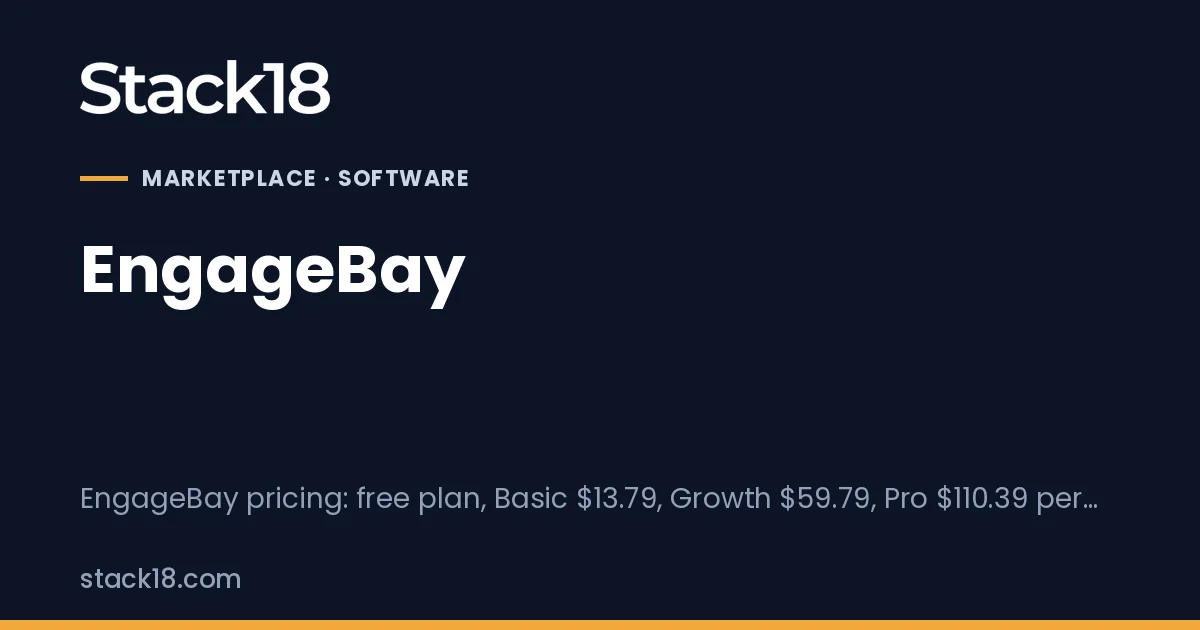 Stack18
MARKETPLACE · SOFTWARE
EngageBay
EngageBay pricing: free plan, Basic $13.79, Growth $59.79, Pro $110.39 per...
stack18.com